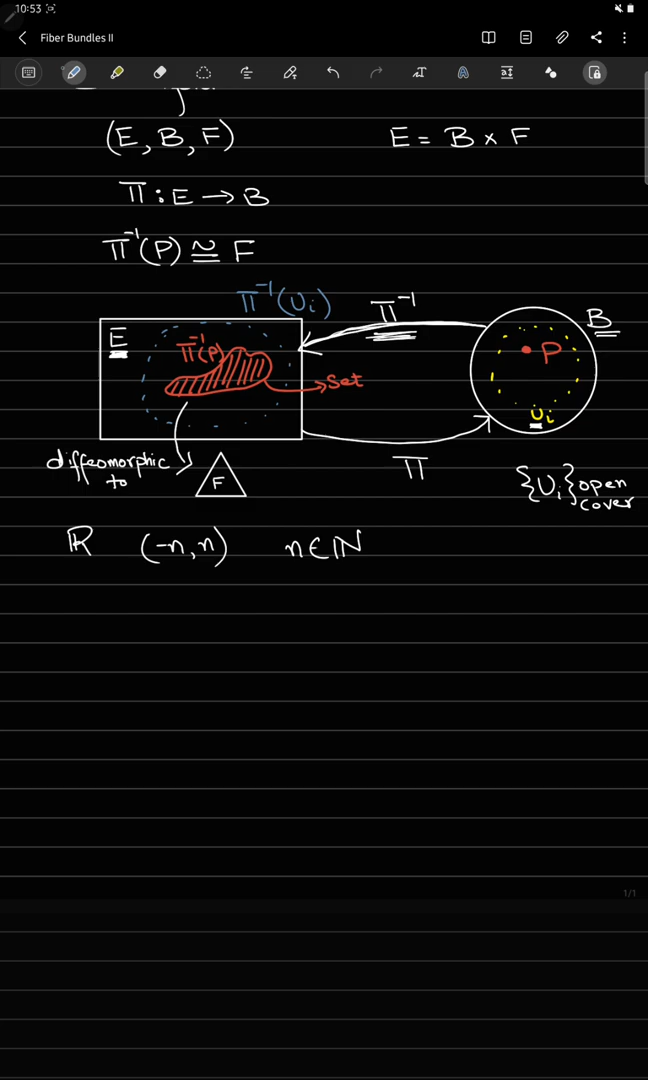 10:53
Fiber Bundles II
(E, B, F) E = B × F
π : E → B
π⁻¹(P) ≅ F
π⁻¹(Ui) π⁻¹
E B
π⁻¹(P) P
set
Ui
diffeomorphic to F π {Ui} open cover
ℝ (-n, n) n ∈ ℕ
1/1